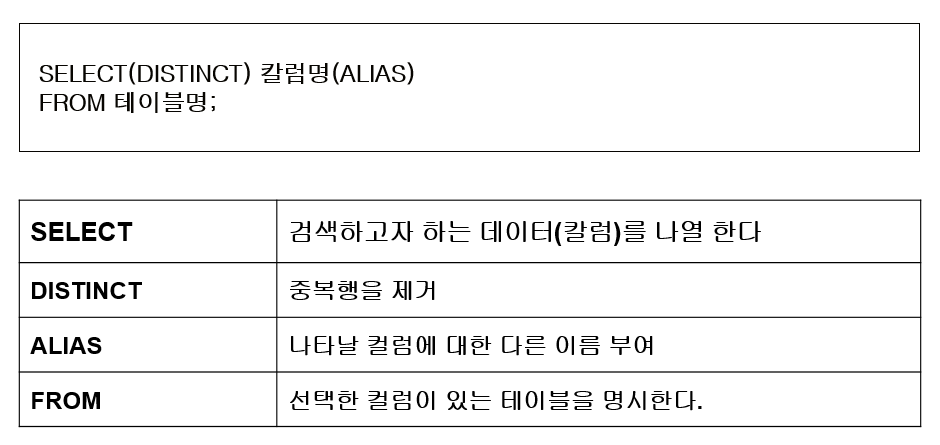 SELECT(DISTINCT) 칼럼명(ALIAS)
FROM 테이블명;
SELECT 검색하고자 하는 데이터(칼럼)를 나열 한다
DISTINCT 중복행을 제거
ALIAS 나타날 컬럼에 대한 다른 이름 부여
FROM 선택한 컬럼이 있는 테이블을 명시한다.